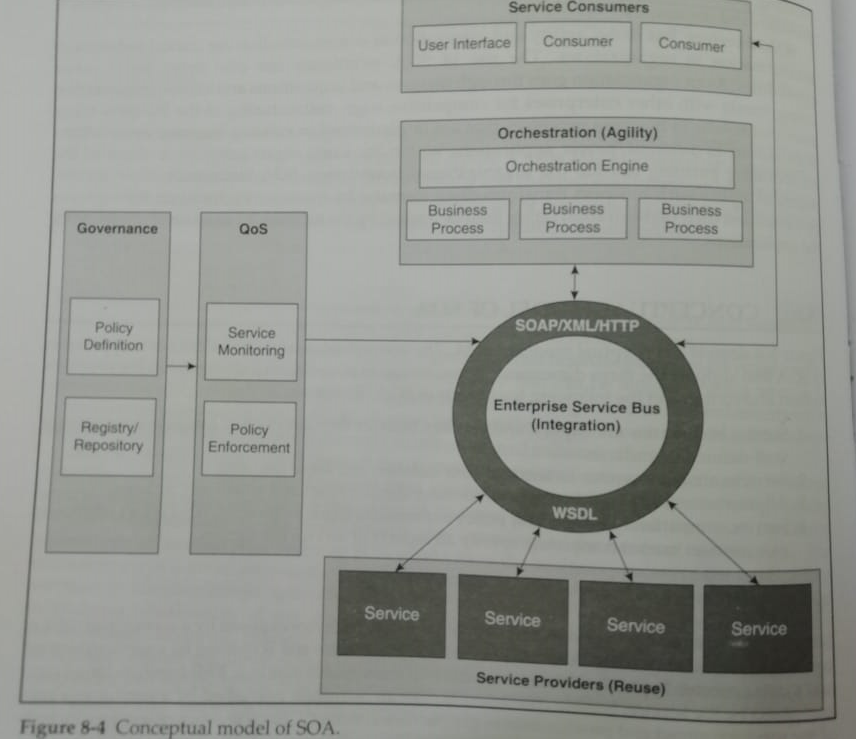 Service Consumers
User Interface
Consumer
Consumer
Orchestration (Agility)
Orchestration Engine
Business
Process
Business
Process
Business
Process
Governance
QoS
Policy
Definition
Service
Monitoring
Registry/
Repository
Policy
Enforcement
SOAP/XML/HTTP
Enterprise Service Bus
(Integration)
WSDL
Service
Service
Service
Service
Service Providers (Reuse)
Figure 8-4 Conceptual model of SOA.